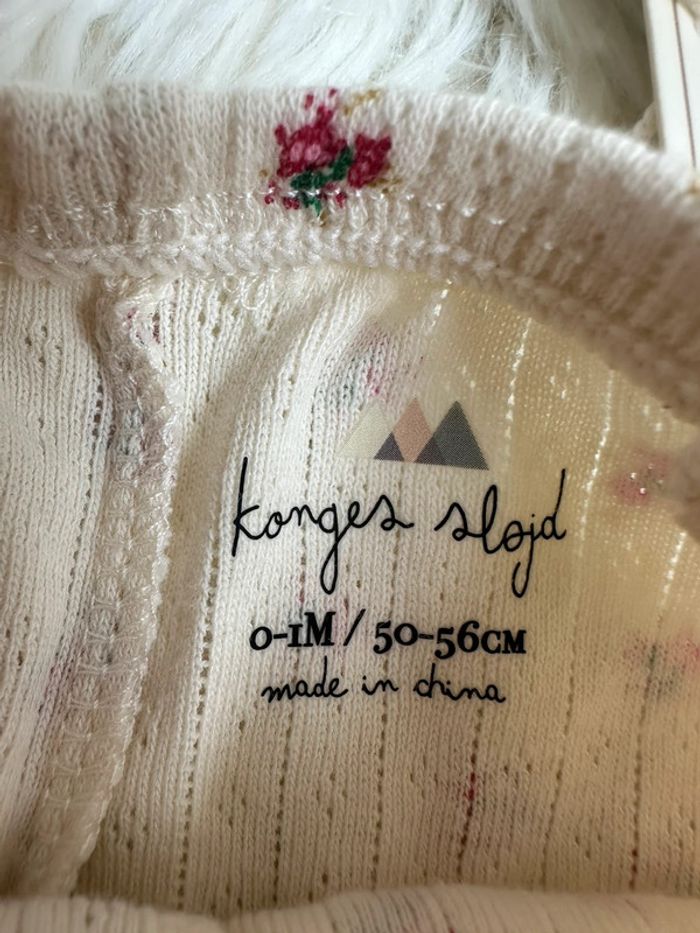 konges sløjd
0-1M / 50-56CM
made in china